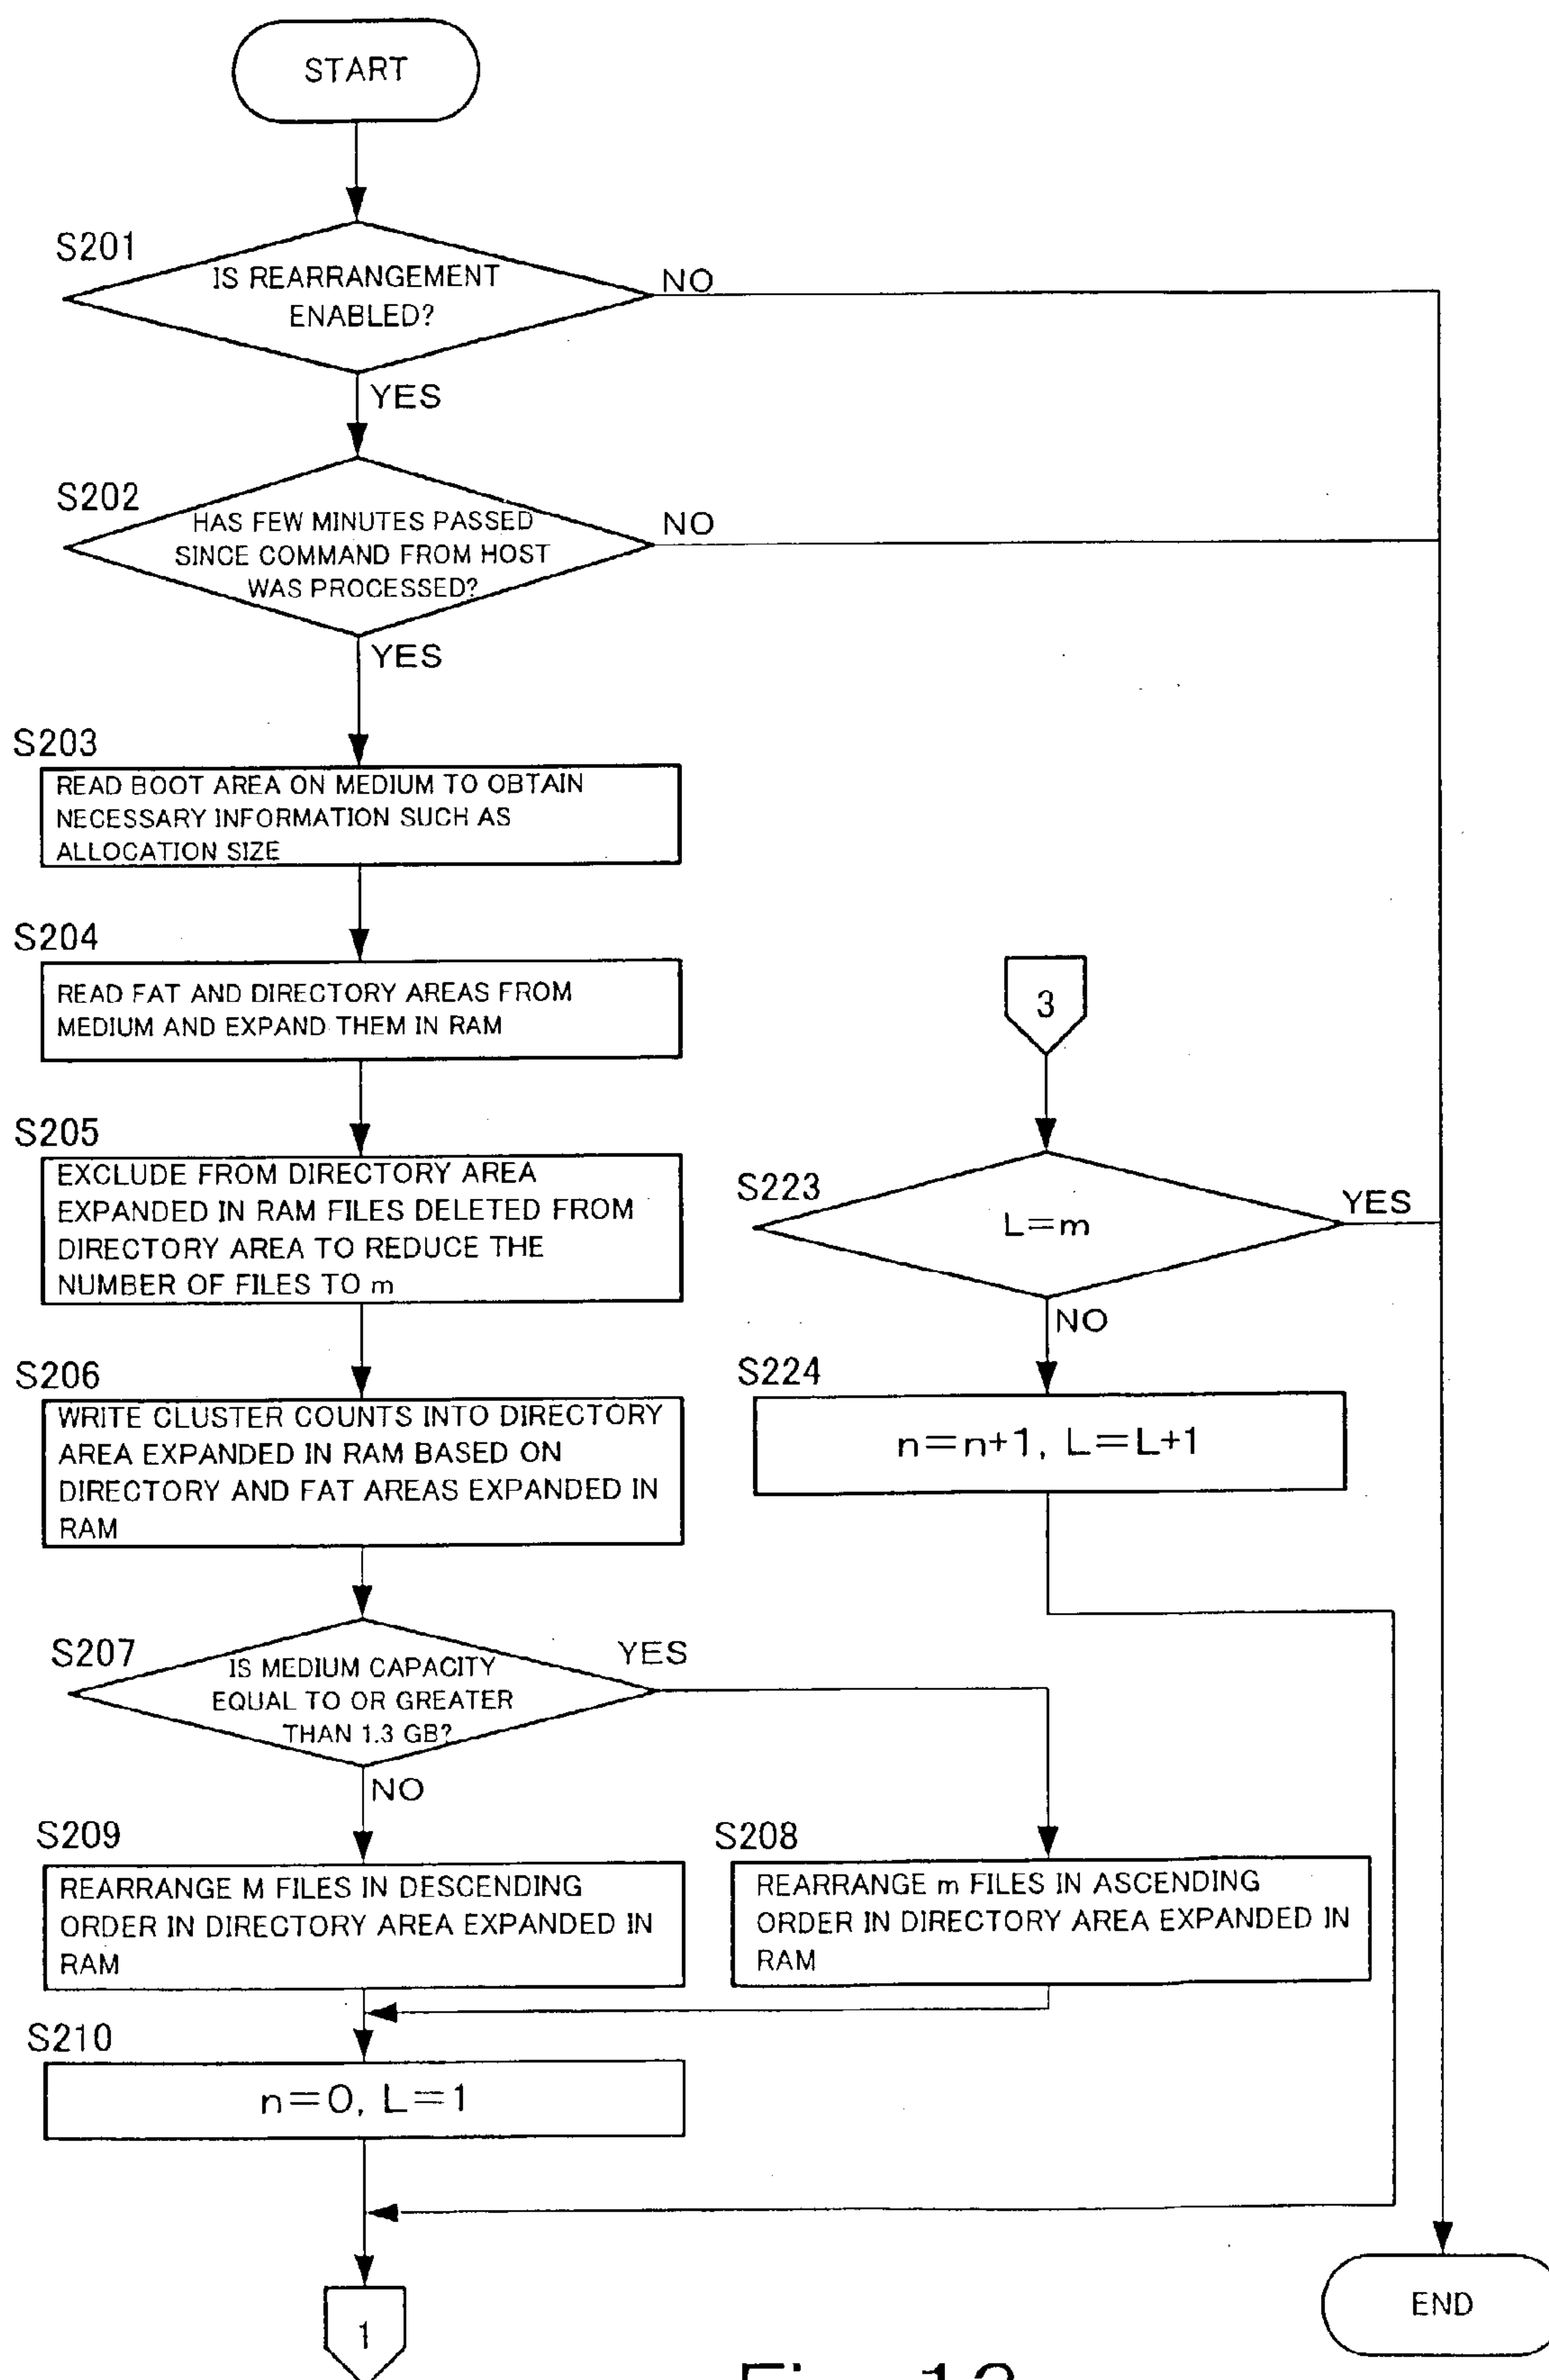 START
S201
IS REARRANGEMENT
ENABLED?
NO
YES
S202
HAS FEW MINUTES PASSED
SINCE COMMAND FROM HOST
WAS PROCESSED?
NO
YES
S203
READ BOOT AREA ON MEDIUM TO OBTAIN
NECESSARY INFORMATION SUCH AS
ALLOCATION SIZE
S204
READ FAT AND DIRECTORY AREAS FROM
MEDIUM AND EXPAND THEM IN RAM
S205
EXCLUDE FROM DIRECTORY AREA
EXPANDED IN RAM FILES DELETED FROM
DIRECTORY AREA TO REDUCE THE
NUMBER OF FILES TO m
S206
WRITE CLUSTER COUNTS INTO DIRECTORY
AREA EXPANDED IN RAM BASED ON
DIRECTORY AND FAT AREAS EXPANDED IN
RAM
S207
IS MEDIUM CAPACITY
EQUAL TO OR GREATER
THAN 1.3 GB?
YES
NO
S209
REARRANGE M FILES IN DESCENDING
ORDER IN DIRECTORY AREA EXPANDED IN
RAM
S208
REARRANGE m FILES IN ASCENDING
ORDER IN DIRECTORY AREA EXPANDED IN
RAM
S210
n=0, L=1
1
3
S223
L=m
YES
NO
S224
n=n+1, L=L+1
END